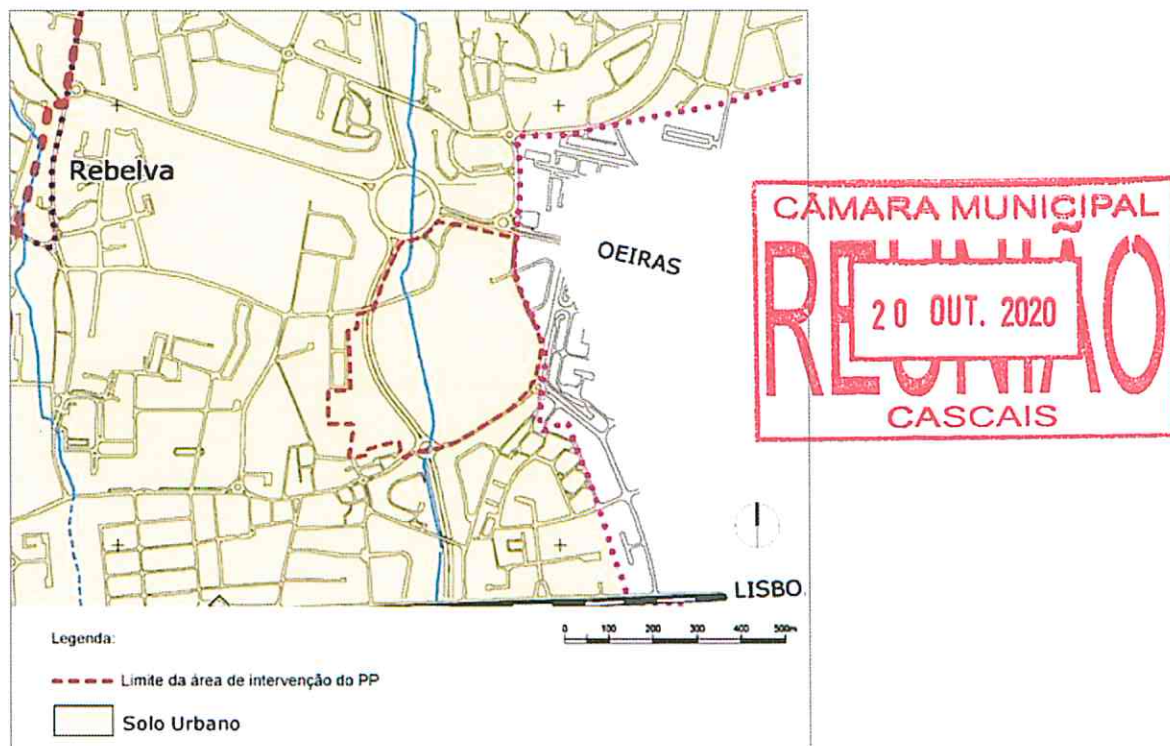 Rebelva
OEIRAS
LISBO
Legenda:
0 100 200 300 400 500m
Limite da área de intervenção do PP
Solo Urbano
CÂMARA MUNICIPAL
REUNIÃO
20 OUT. 2020
CASCAIS